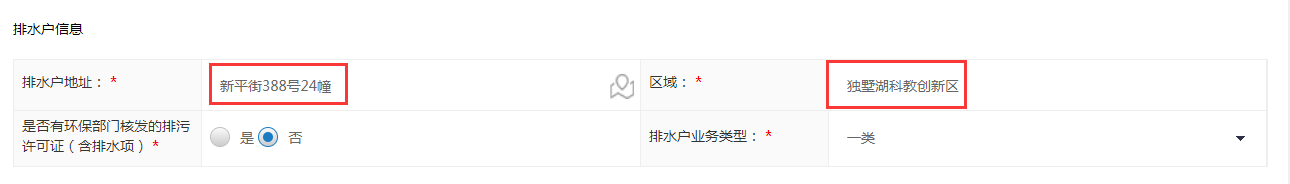 排水户信息
排水户地址： *
新平街388号24幢
区域： *
独墅湖科教创新区
是否有环保部门核发的排污
许可证（含排水项） *
是 否
排水户业务类型： *
一类